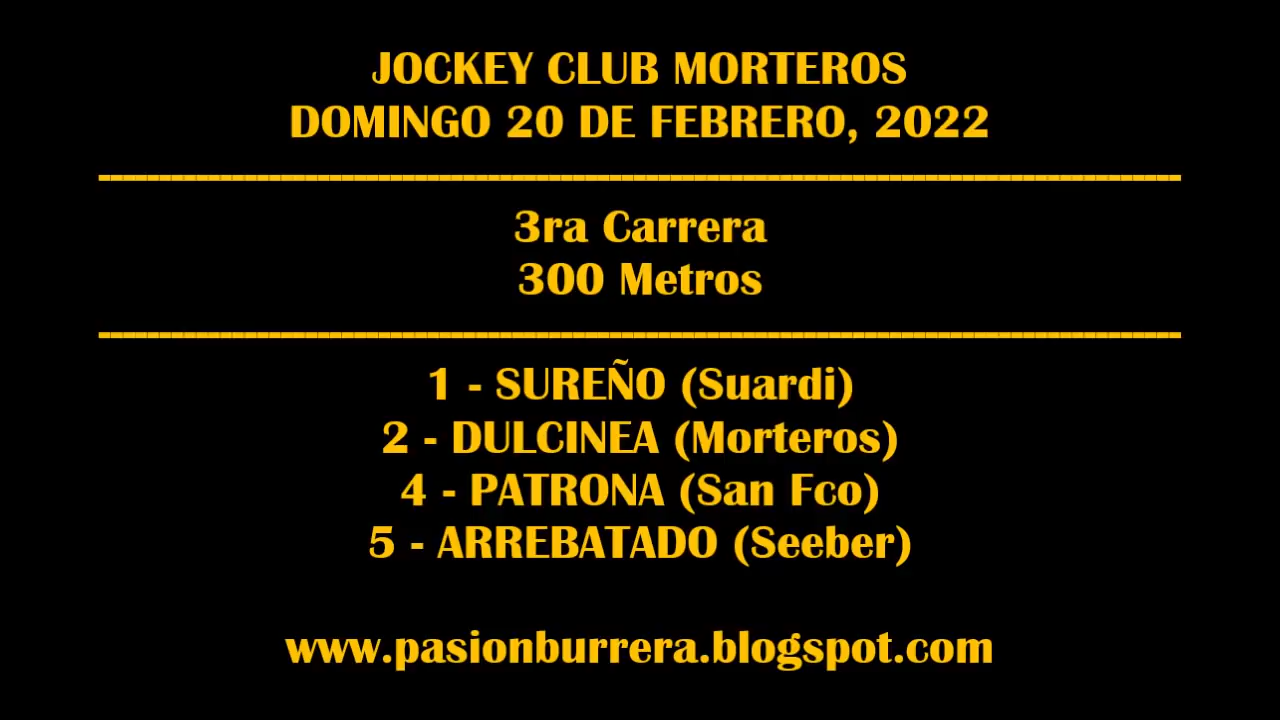 JOCKEY CLUB MORTEROS
DOMINGO 20 DE FEBRERO, 2022
3ra Carrera
300 Metros
1 - SUREÑO (Suardi)
2 - DULCINEA (Morteros)
4 - PATRONA (San Fco)
5 - ARREBATADO (Seeber)
www.pasionburrera.blogspot.com